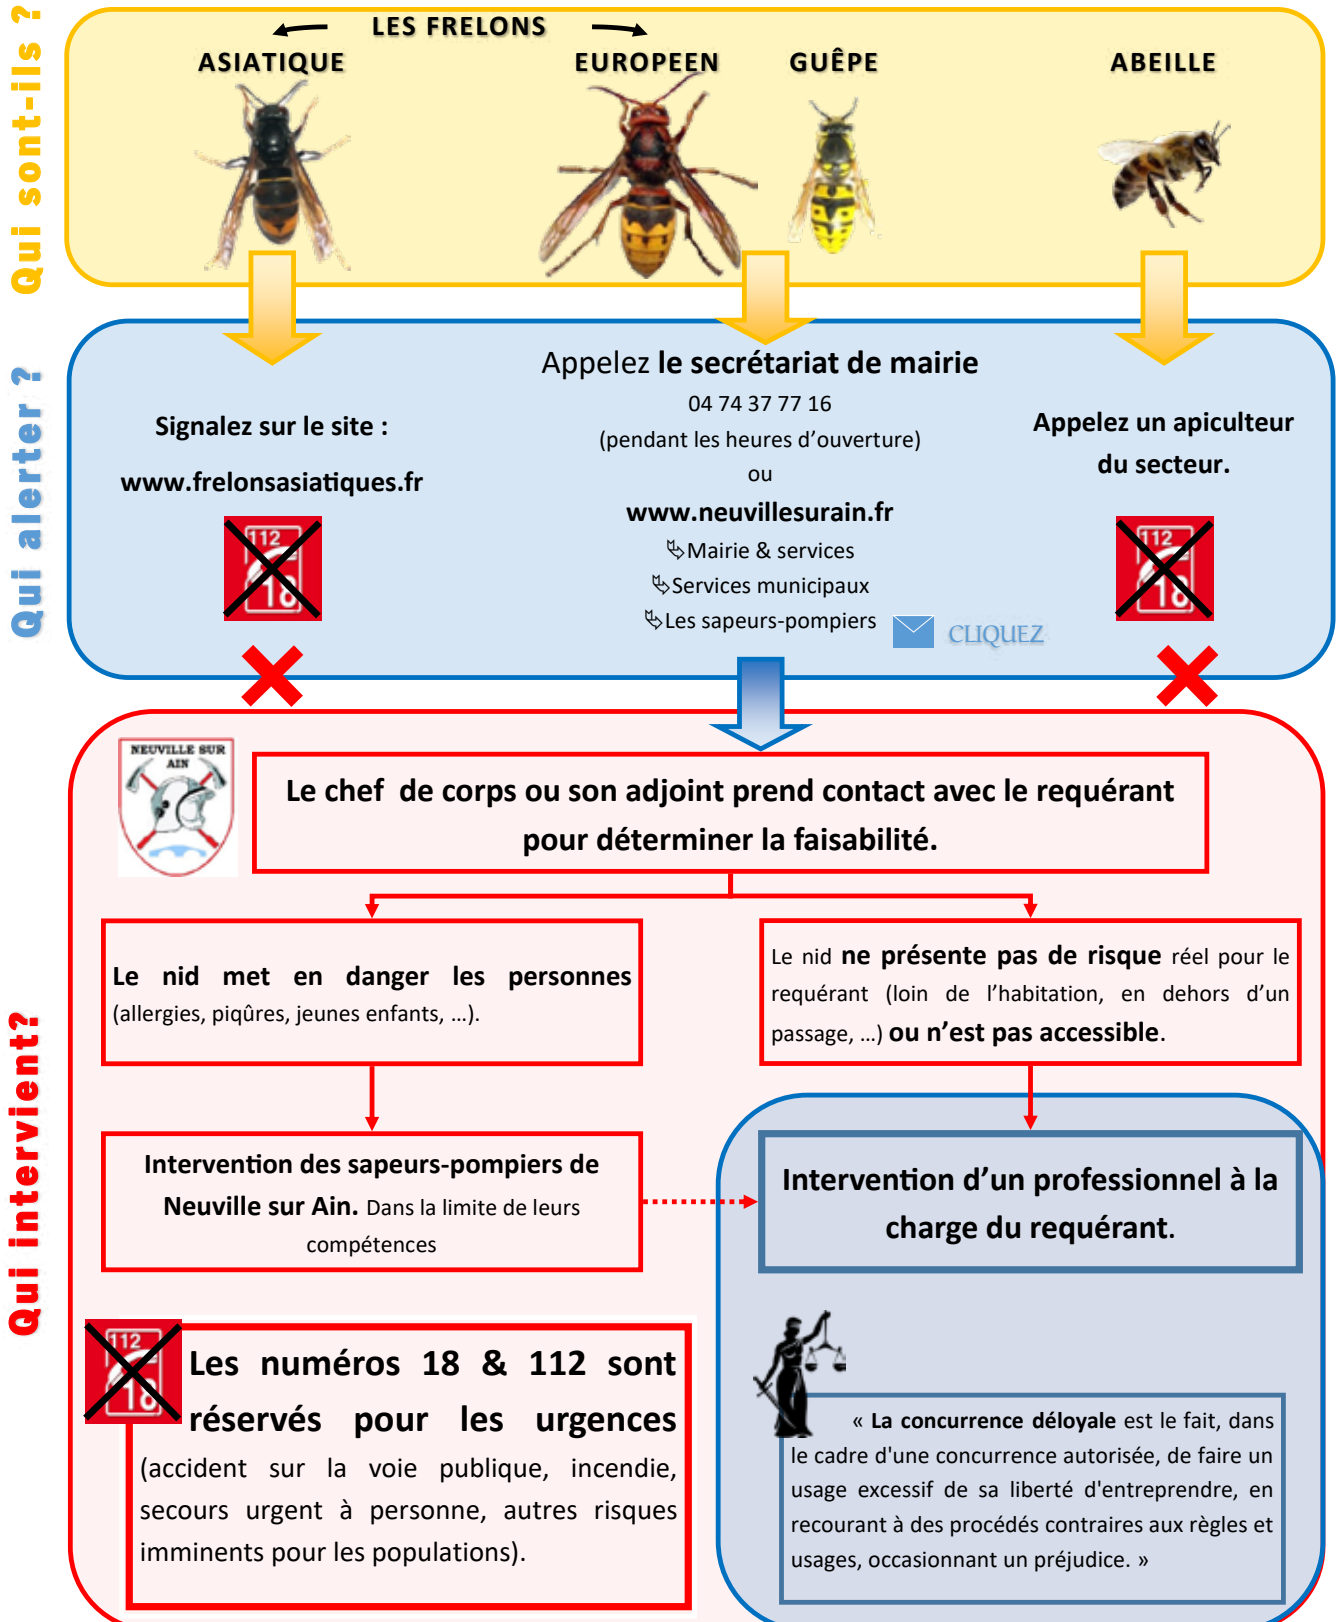 Qui sont-ils ?
LES FRELONS
ASIATIQUE
EUROPEEN
GUÊPE
ABEILLE
Qui alerter ?
Signalez sur le site :
www.frelonsasiatiques.fr
112
18
Appelez le secrétariat de mairie
04 74 37 77 16
(pendant les heures d’ouverture)
ou
www.neuvillesurain.fr
Mairie & services
Services municipaux
Les sapeurs-pompiers
CLIQUEZ
Appelez un apiculteur
du secteur.
112
18
Qui intervient?
NEUVILLE SUR
AIN
Le chef de corps ou son adjoint prend contact avec le requérant
pour déterminer la faisabilité.
Le nid met en danger les personnes
(allergies, piqûres, jeunes enfants, …).
Le nid ne présente pas de risque réel pour le
requérant (loin de l’habitation, en dehors d’un
passage, …) ou n’est pas accessible.
Intervention des sapeurs-pompiers de
Neuville sur Ain. Dans la limite de leurs
compétences
Intervention d’un professionnel à la
charge du requérant.
112
18
Les numéros 18 & 112 sont
réservés pour les urgences
(accident sur la voie publique, incendie,
secours urgent à personne, autres risques
imminents pour les populations).
« La concurrence déloyale est le fait, dans
le cadre d'une concurrence autorisée, de faire un
usage excessif de sa liberté d'entreprendre, en
recourant à des procédés contraires aux règles et
usages, occasionnant un préjudice. »